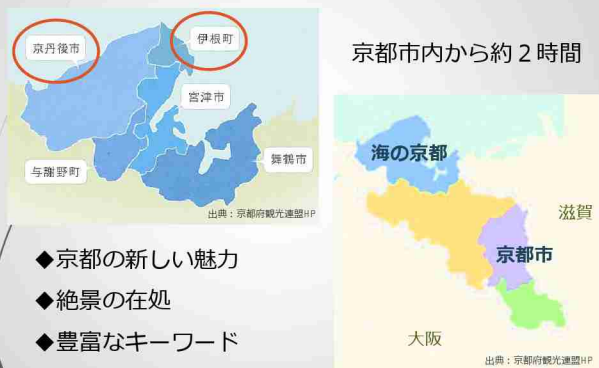 京丹後市
伊根町
宮津市
与謝野町
舞鶴市
出典：京都府観光連盟HP
京都市内から約２時間
海の京都
滋賀
京都市
大阪
出典：京都府観光連盟HP
◆京都の新しい魅力
◆絶景の在処
◆豊富なキーワード